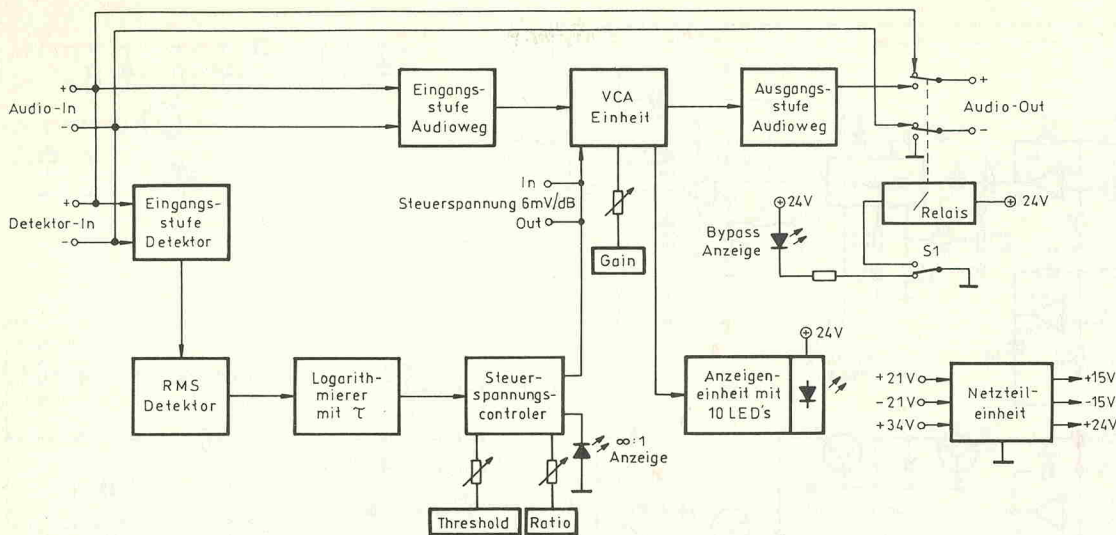 +
Audio-In
-
Eingangs-
stufe
Audioweg
VCA
Einheit
Ausgangs-
stufe
Audioweg
+
Audio-Out
-
+
Detektor-In
-
Eingangs-
stufe
Detektor
In
Steuerspannung 6mV/dB
Out
Gain
24V
Bypass
Anzeige
Relais
24V
S1
RMS
Detektor
Logarith-
mierer
mit τ
Steuer-
spannungs-
controler
∞:1
Anzeige
Threshold
Ratio
24V
Anzeigen-
einheit mit
10 LED's
+21V
-21V
+34V
Netzteil-
einheit
+15V
-15V
+24V